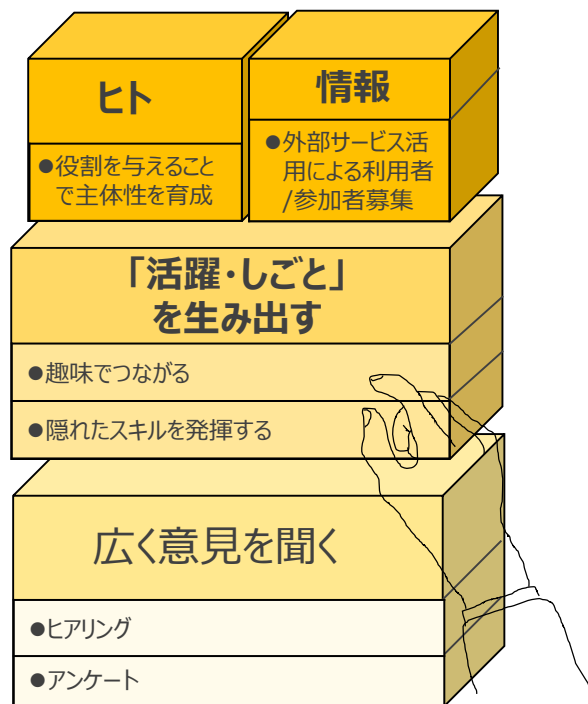 ヒト
●役割を与えること
で主体性を育成
情報
●外部サービス活
用による利用者
/参加者募集
「活躍・しごと」
を生み出す
●趣味でつながる
●隠れたスキルを発揮する
広く意見を聞く
●ヒアリング
●アンケート